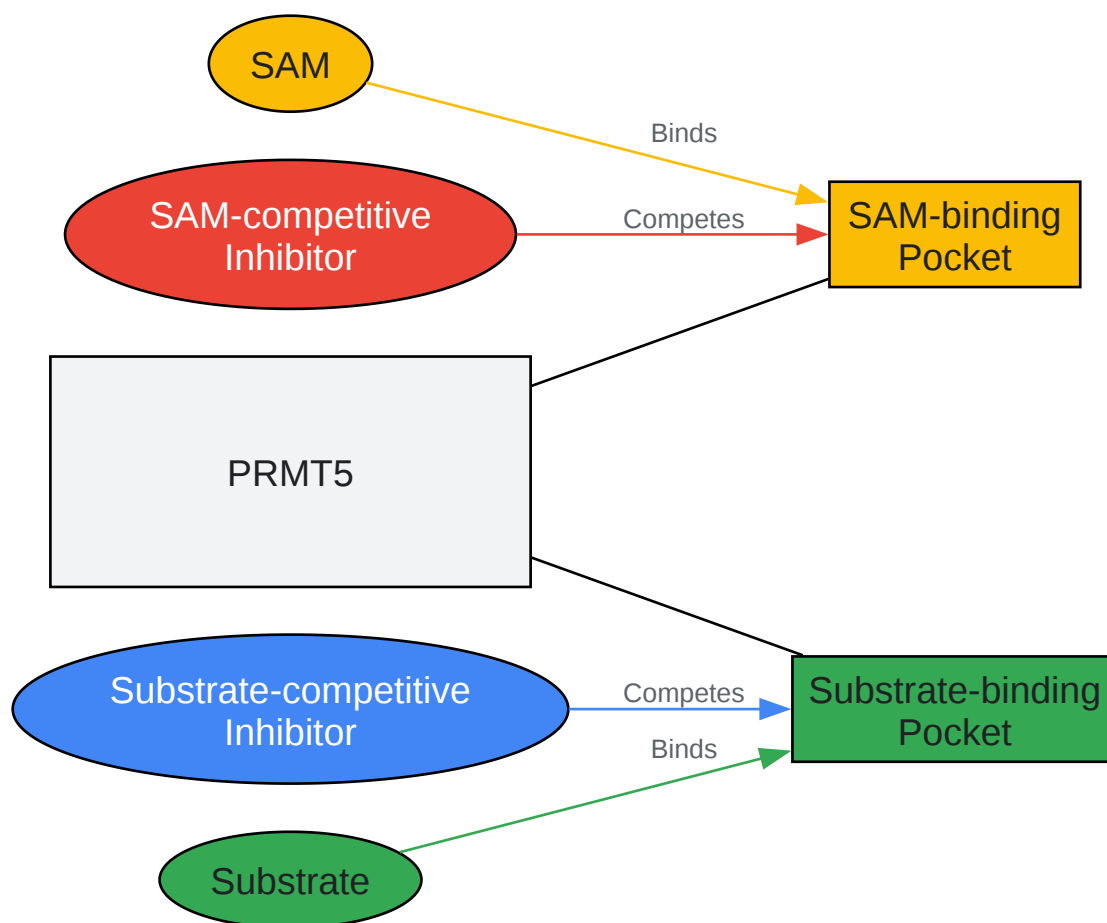 SAM
Binds
SAM-competitive
Inhibitor
Competes
SAM-binding
Pocket
PRMT5
Substrate-competitive
Inhibitor
Competes
Substrate-binding
Pocket
Binds
Substrate